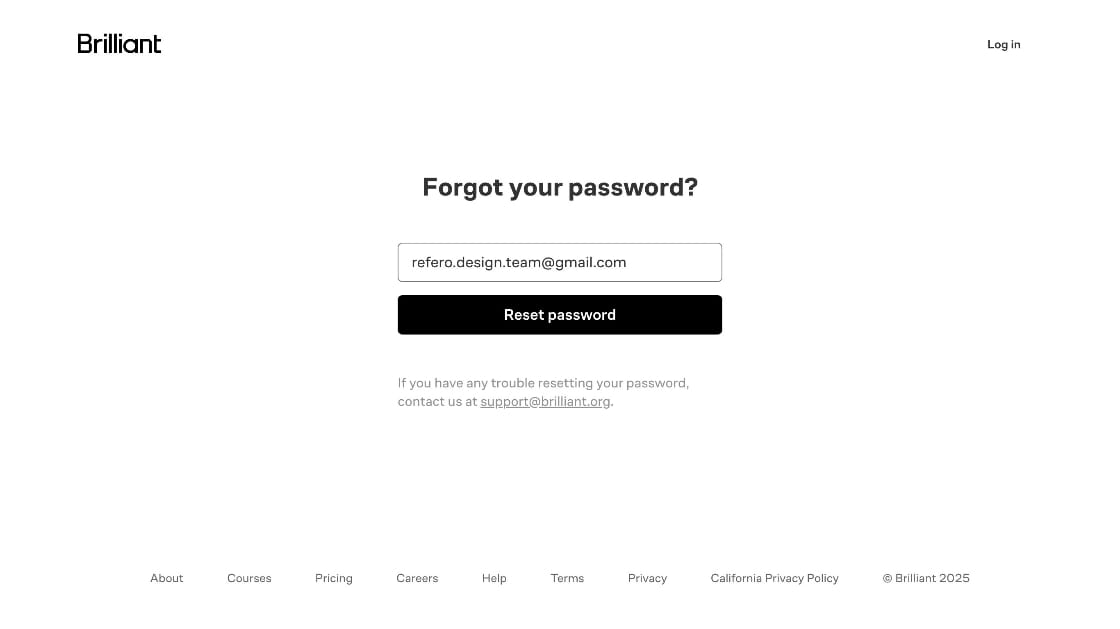 Brilliant
Log in
Forgot your password?
refero.design.team@gmail.com
Reset password
If you have any trouble resetting your password,
contact us at support@brilliant.org.
About Courses Pricing Careers Help Terms Privacy California Privacy Policy © Brilliant 2025